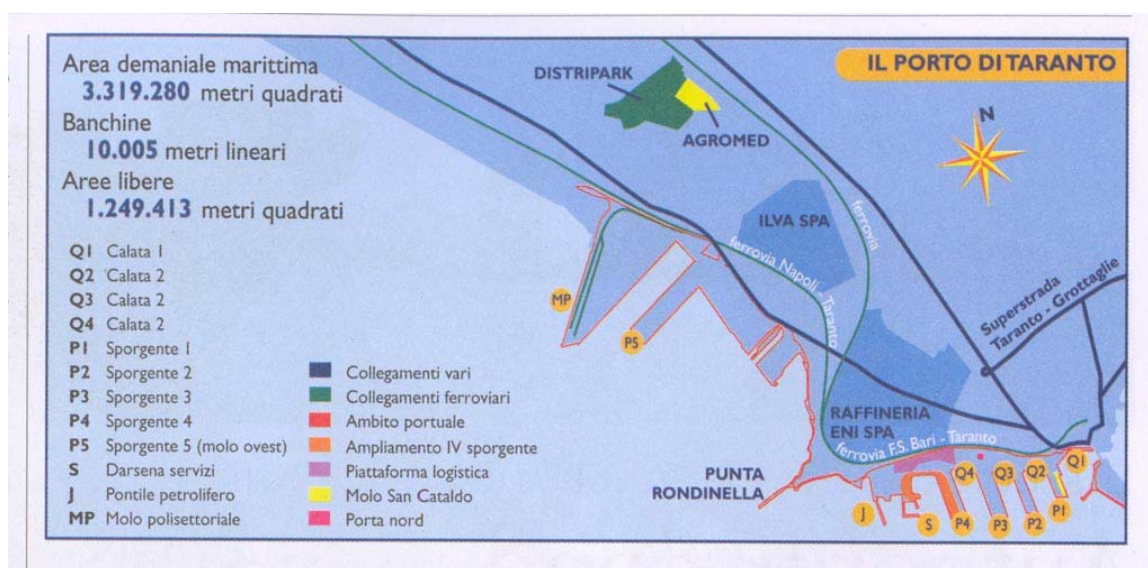 Area demaniale marittima
3.319.280 metri quadrati
Banchine
10.005 metri lineari
Aree libere
1.249.413 metri quadrati
Q1 Calata 1
Q2 Calata 2
Q3 Calata 2
Q4 Calata 2
P1 Sporgente 1
P2 Sporgente 2
P3 Sporgente 3
P4 Sporgente 4
P5 Sporgente 5 (molo ovest)
S Darsena servizi
J Pontile petrolifero
MP Molo polisettoriale
Collegamenti vari
Collegamenti ferroviari
Ambito portuale
Ampliamento IV sporgente
Piattaforma logistica
Molo San Cataldo
Porta nord
IL PORTO DI TARANTO
N
DISTRIPARK
AGROMED
ILVA SPA
ferrovia
ferrovia Napoli - Taranto
Superstrada
Taranto - Grottaglie
MP
P5
RAFFINERIA
ENI SPA
ferrovia F.S. Bari - Taranto
PUNTA
RONDINELLA
Q4
Q3
Q2
Q1
J
S
P4
P3
P2
P1